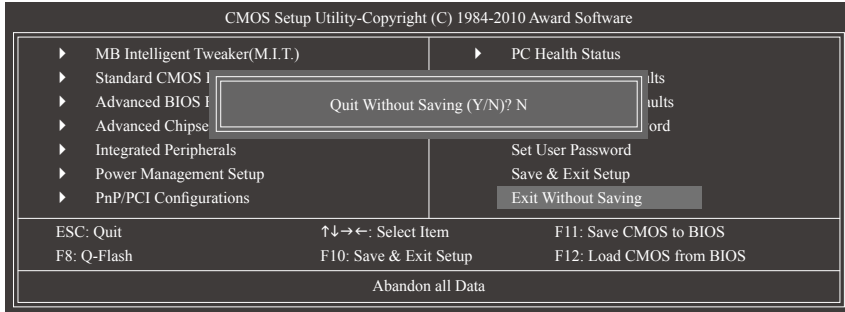 CMOS Setup Utility-Copyright (C) 1984-2010 Award Software
MB Intelligent Tweaker(M.I.T.)
Standard CMOS
Advanced BIOS
Advanced Chipse
Integrated Peripherals
Power Management Setup
PnP/PCI Configurations
PC Health Status
Set User Password
Save & Exit Setup
Exit Without Saving
Quit Without Saving (Y/N)? N
ESC: Quit
↑↓→←: Select Item
F11: Save CMOS to BIOS
F8: Q-Flash
F10: Save & Exit Setup
F12: Load CMOS from BIOS
Abandon all Data